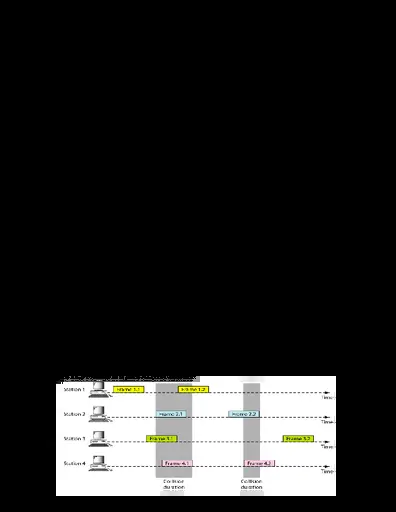 Station 1
Frame 1.1
Frame 1.2
Time
Station 2
Frame 2.1
Frame 2.2
Time
Station 3
Frame 3.1
Frame 3.2
Time
Station 4
Frame 4.1
Frame 4.2
Time
Collision
duration
Collision
duration